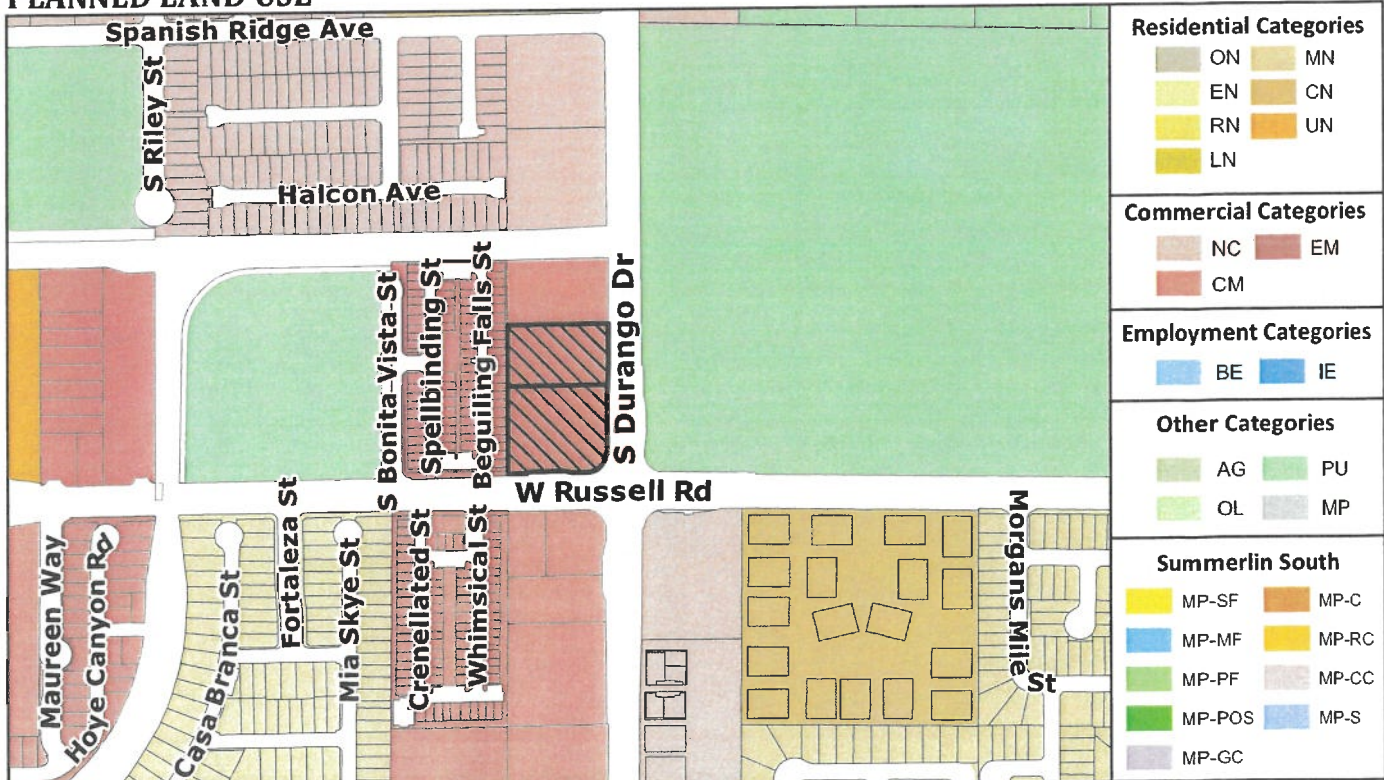 PLANNED LAND USE
Spanish Ridge Ave
S Riley St
Halcon Ave
S Bonita Vista St
Spellbinding St
Beguiling Falls St
S Durango Dr
W Russell Rd
Maureen Way
Hoye Canyon Rd
Casa Branca St
Fortaleza St
Mia Skye St
Crenellated St
Whimsical St
Morgans Mile St
Residential Categories
ON MN
EN CN
RN UN
LN
Commercial Categories
NC EM
CM
Employment Categories
BE IE
Other Categories
AG PU
OL MP
Summerlin South
MP-SF MP-C
MP-MF MP-RC
MP-PF MP-CC
MP-POS MP-S
MP-GC